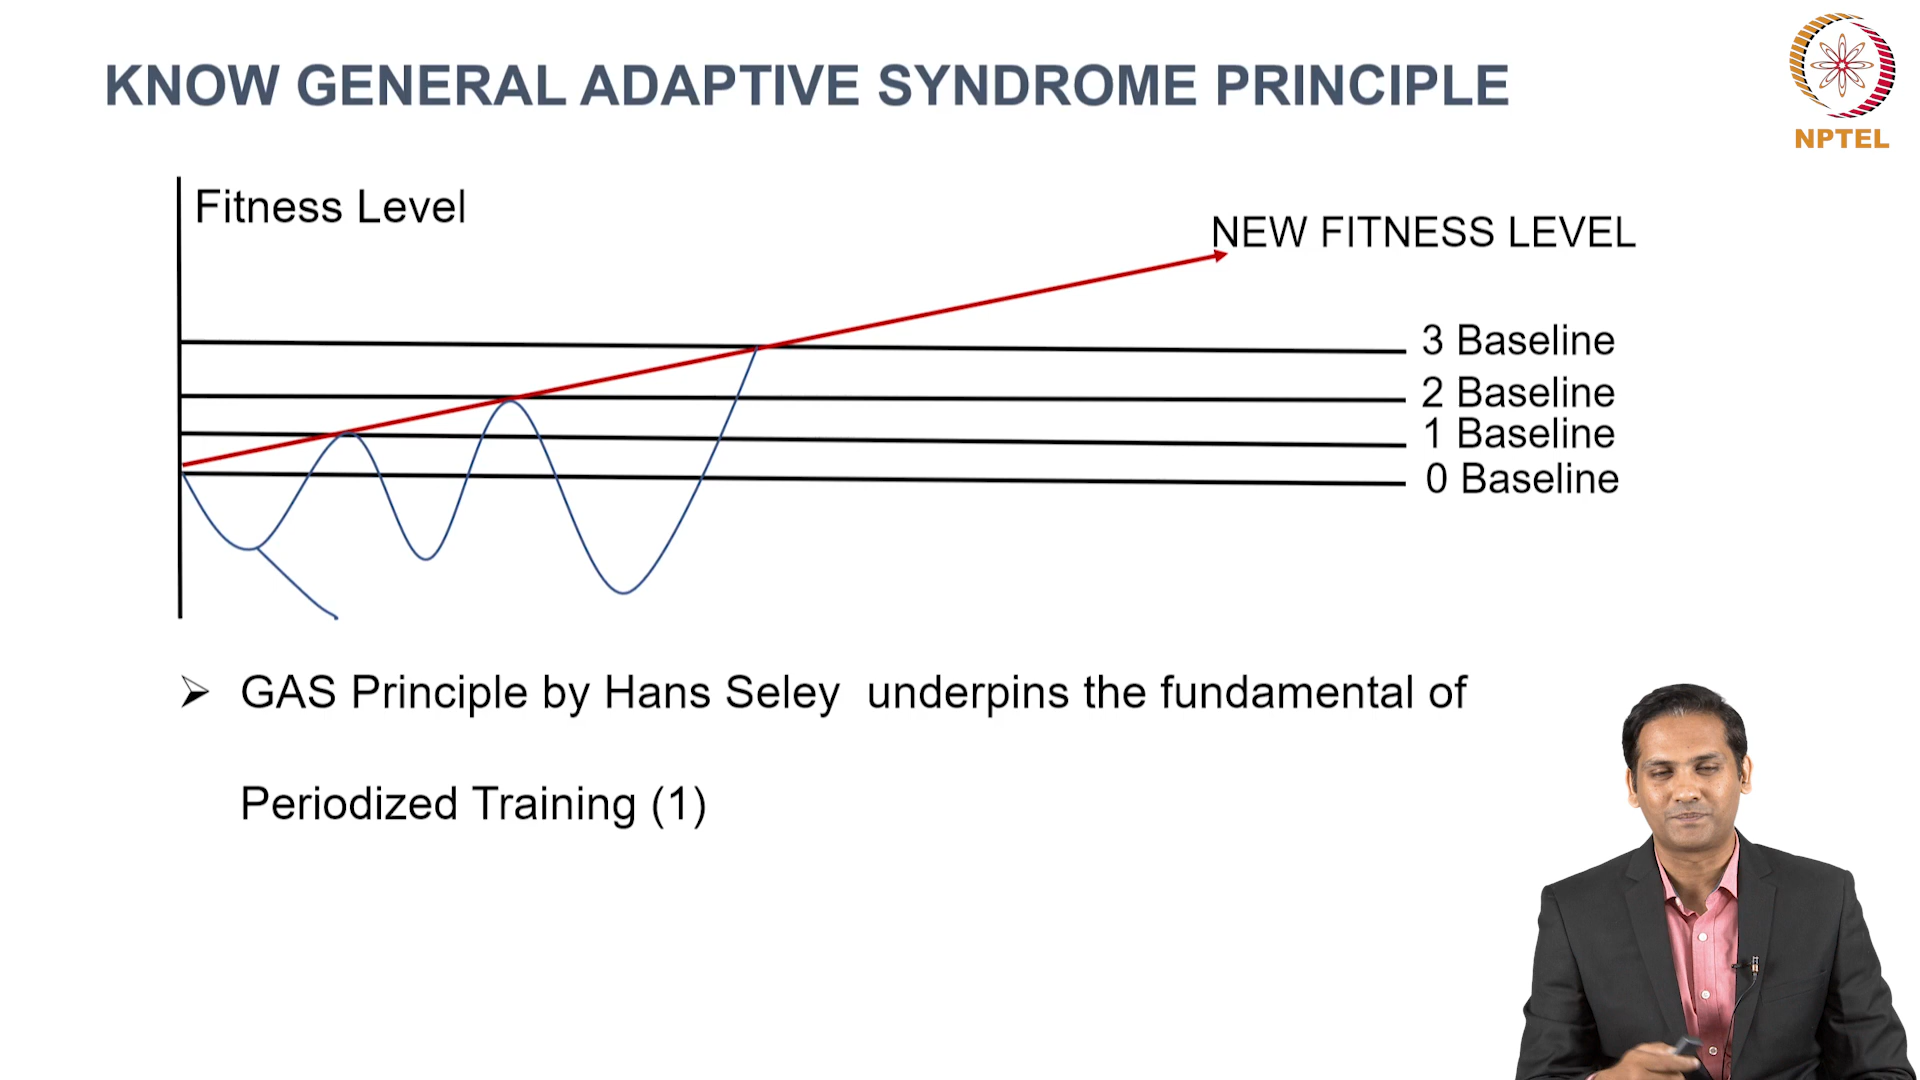 KNOW GENERAL ADAPTIVE SYNDROME PRINCIPLE
NPTEL
Fitness Level
NEW FITNESS LEVEL
3 Baseline
2 Baseline
1 Baseline
0 Baseline
➢ GAS Principle by Hans Seley underpins the fundamental of
Periodized Training (1)